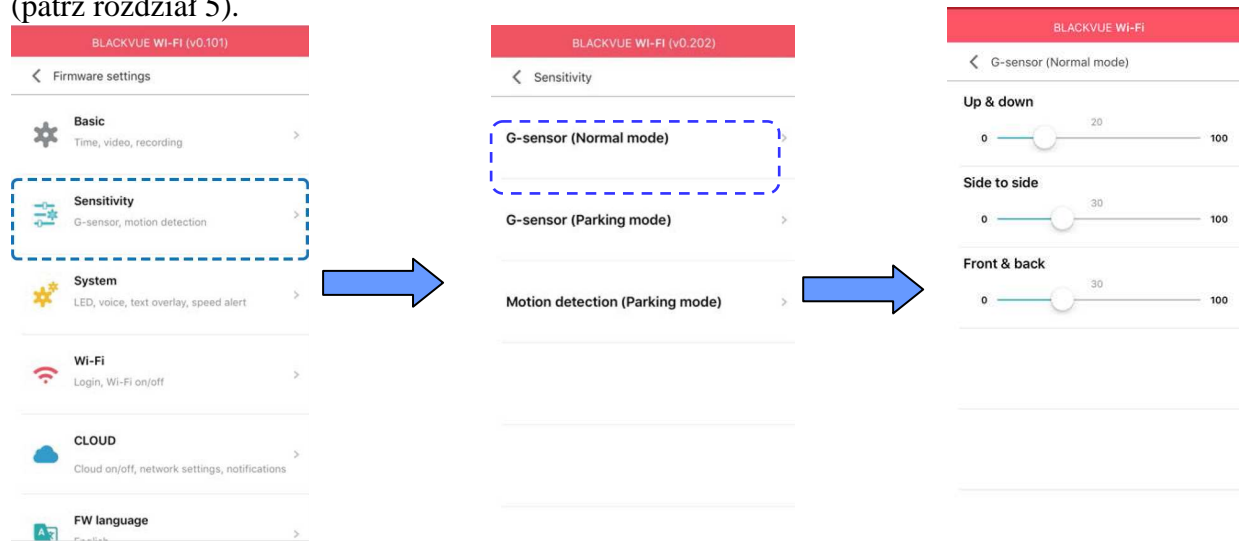 (patrz rozdział 5).
BLACKVUE WI-FI (v0.101)
Firmware settings
Basic
Time, video, recording
Sensitivity
G-sensor, motion detection
System
LED, voice, text overlay, speed alert
Wi-Fi
Login, Wi-Fi on/off
CLOUD
Cloud on/off, network settings, notifications
FW language
English
BLACKVUE WI-FI (v0.202)
Sensitivity
G-sensor (Normal mode)
G-sensor (Parking mode)
Motion detection (Parking mode)
BLACKVUE Wi-Fi
G-sensor (Normal mode)
Up & down
20
0 100
Side to side
30
0 100
Front & back
30
0 100